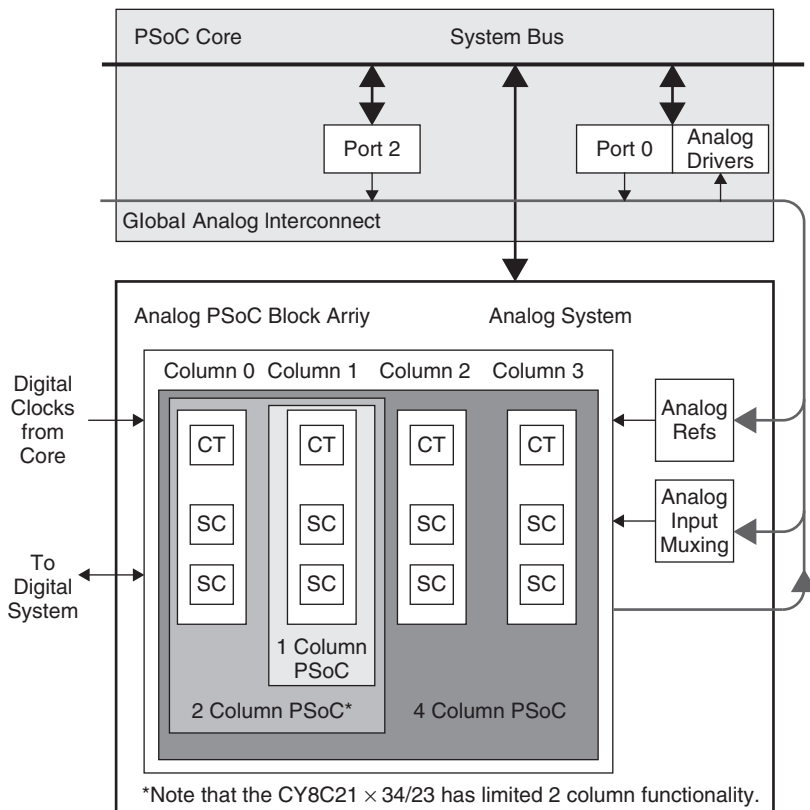 PSoC Core
System Bus
Port 2
Port 0
Analog
Drivers
Global Analog Interconnect
Analog PSoC Block Arriy
Analog System
Column 0
Column 1
Column 2
Column 3
Digital
Clocks
from
Core
CT
CT
CT
CT
Analog
Refs
SC
SC
SC
SC
Analog
Input
Muxing
To
Digital
System
SC
SC
SC
SC
1 Column
PSoC
2 Column PSoC*
4 Column PSoC
*Note that the CY8C21 × 34/23 has limited 2 column functionality.